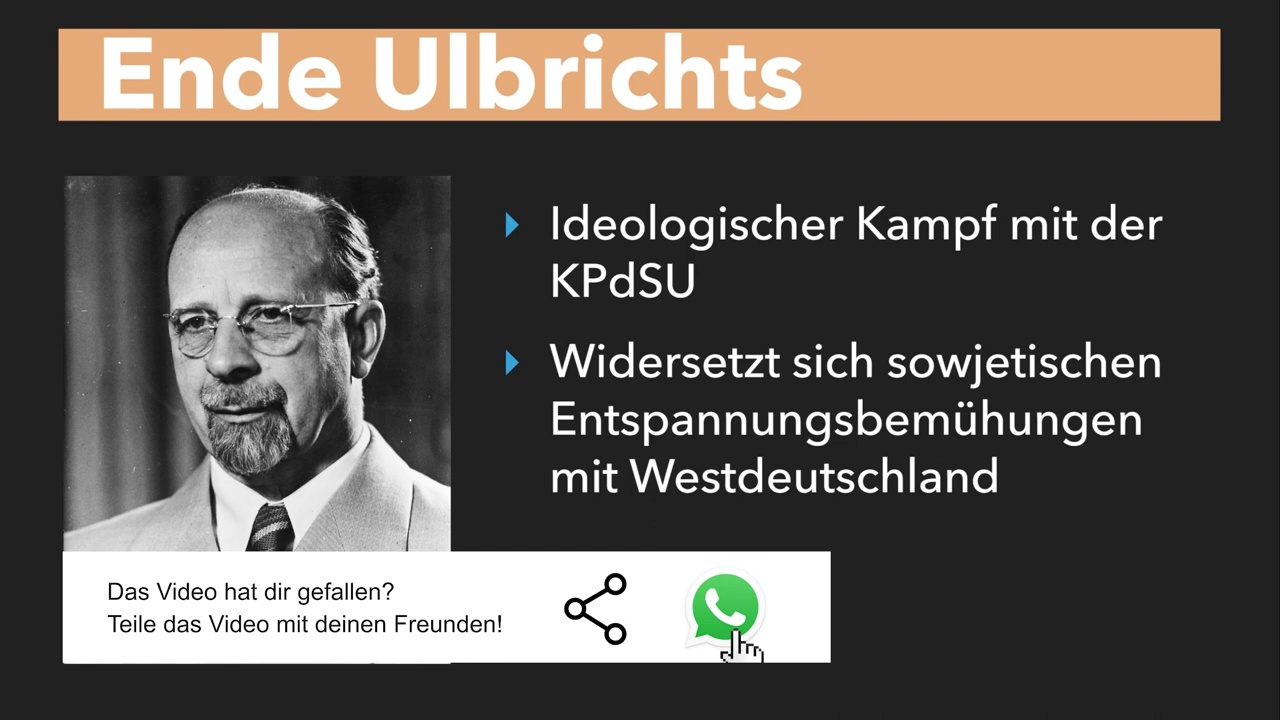 Ende Ulbrichts
Ideologischer Kampf mit der
KPdSU
Widersetzt sich sowjetischen
Entspannungsbemühungen
mit Westdeutschland
Das Video hat dir gefallen?
Teile das Video mit deinen Freunden!